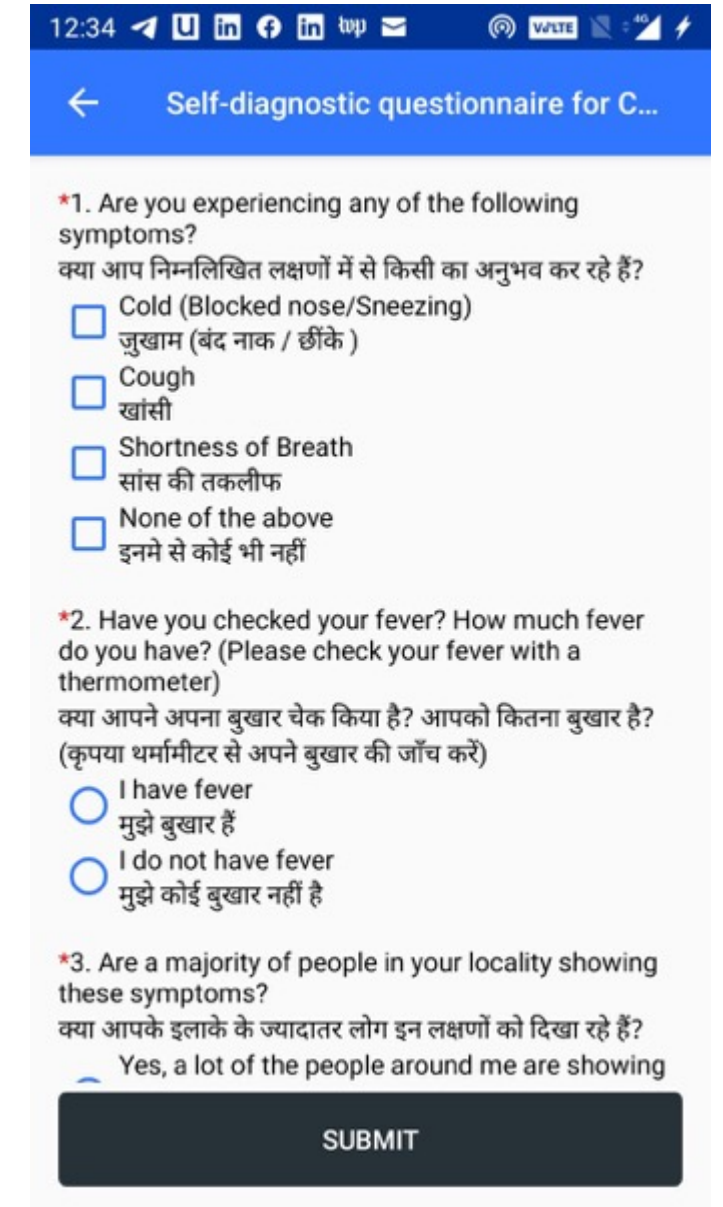 12:34 U in in twp VoLTE 4G
Self-diagnostic questionnaire for C...
*1. Are you experiencing any of the following
symptoms?
क्या आप निम्नलिखित लक्षणों में से किसी का अनुभव कर रहे हैं?
Cold (Blocked nose/Sneezing)
जुखाम (बंद नाक / छींके )
Cough
खांसी
Shortness of Breath
सांस की तकलीफ
None of the above
इनमे से कोई भी नहीं
*2. Have you checked your fever? How much fever
do you have? (Please check your fever with a
thermometer)
क्या आपने अपना बुखार चेक किया है? आपको कितना बुखार है?
(कृपया थर्मामीटर से अपने बुखार की जाँच करें)
I have fever
मुझे बुखार हैं
I do not have fever
मुझे कोई बुखार नहीं है
*3. Are a majority of people in your locality showing
these symptoms?
क्या आपके इलाके के ज्यादातर लोग इन लक्षणों को दिखा रहे हैं?
Yes, a lot of the people around me are showing
SUBMIT